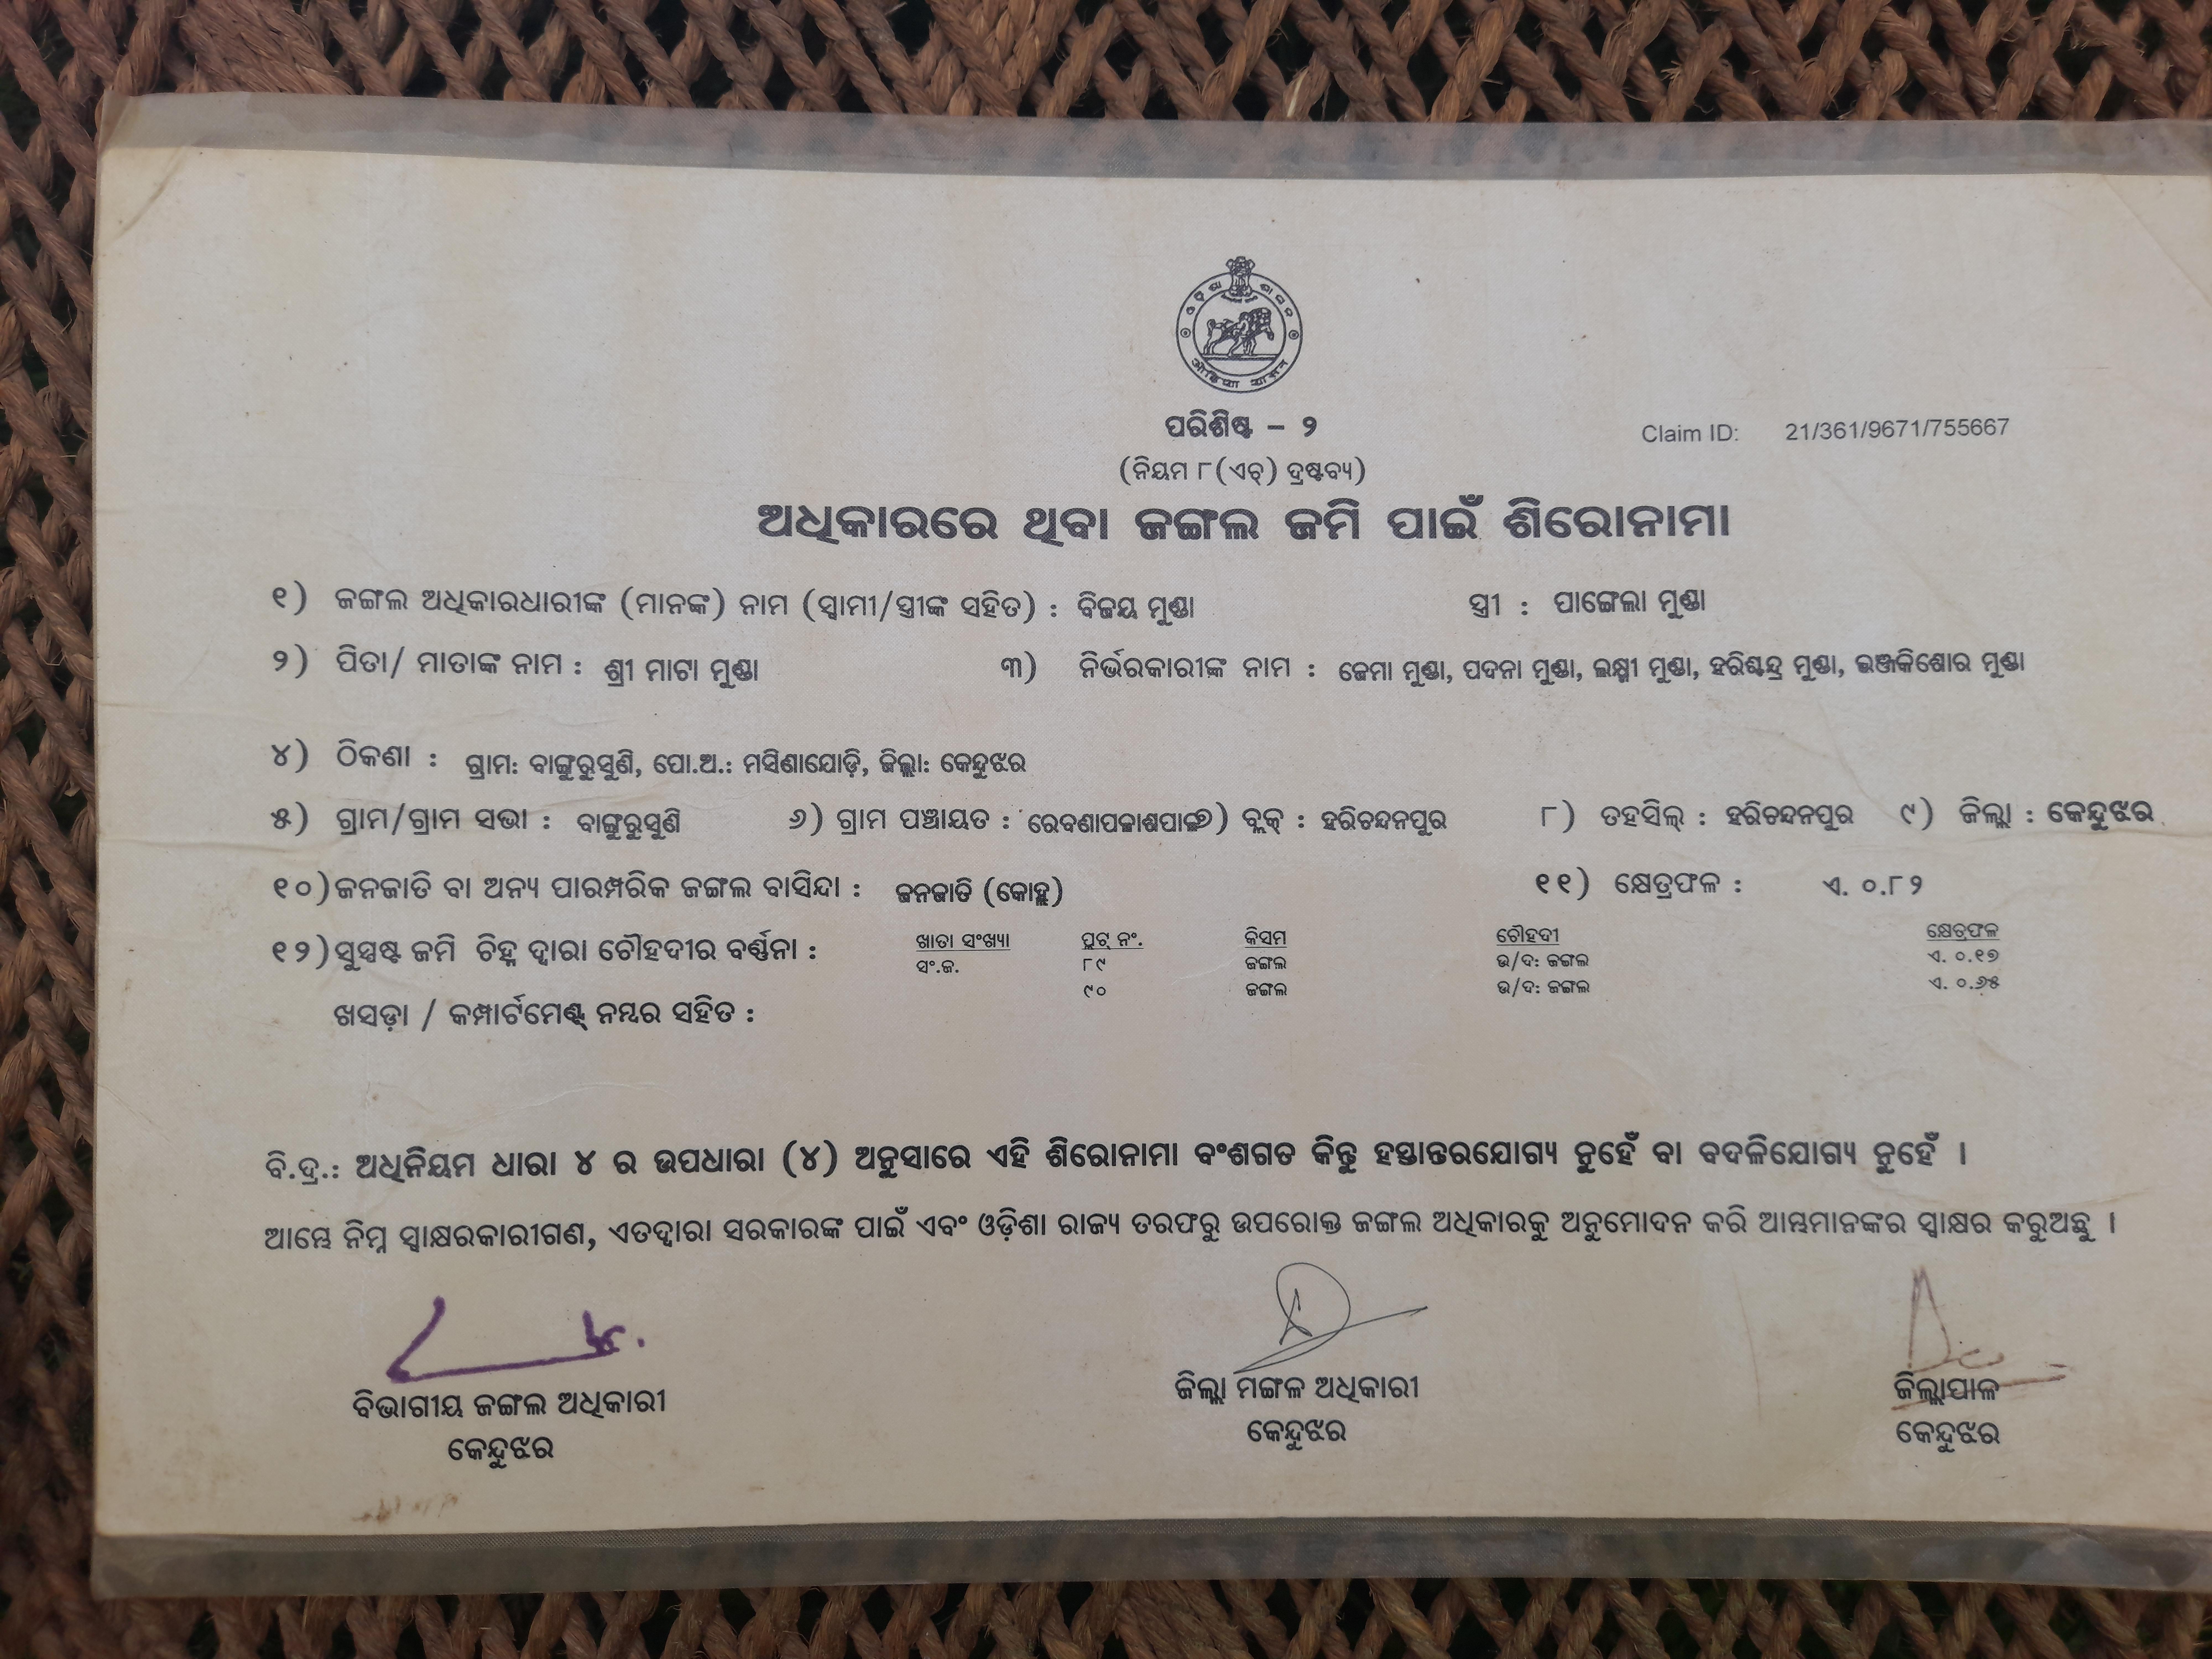 ଓଡ଼ିଶା ଶାସନ
ओडिशा शासन
ପରିଶିଷ୍ଟ – ୨
Claim ID: 21/361/9671/755667
(ନିୟମ ୮(ଏଚ୍) ଦ୍ରଷ୍ଟବ୍ୟ)
ଅଧିକାରରେ ଥିବା ଜଙ୍ଗଲ ଜମି ପାଇଁ ଶିରୋନାମା
୧) ଜଙ୍ଗଲ ଅଧିକାରଧାରୀଙ୍କ (ମାନଙ୍କ) ନାମ (ସ୍ୱାମୀ/ସ୍ତ୍ରୀଙ୍କ ସହିତ) : ବିଜୟ ମୁଣ୍ଡା ସ୍ତ୍ରୀ : ପାଙ୍ଗେଲା ମୁଣ୍ଡା
୨) ପିତା/ ମାତାଙ୍କ ନାମ : ଶ୍ରୀ ମାଟା ମୁଣ୍ଡା ୩) ନିର୍ଭରକାରୀଙ୍କ ନାମ : ଜେମା ମୁଣ୍ଡା, ପଦନା ମୁଣ୍ଡା, ଲକ୍ଷ୍ମୀ ମୁଣ୍ଡା, ହରିଶ୍ଚନ୍ଦ୍ର ମୁଣ୍ଡା, ଭଞ୍ଜକିଶୋର ମୁଣ୍ଡା
୪) ଠିକଣା : ଗ୍ରାମ: ବାଙ୍ଗୁରୁସୁଣି, ପୋ.ଅ.: ମସିଣାଯୋଡ଼ି, ଜିଲ୍ଲା: କେନ୍ଦୁଝର
୫) ଗ୍ରାମ/ଗ୍ରାମ ସଭା : ବାଙ୍ଗୁରୁସୁଣି ୬) ଗ୍ରାମ ପଞ୍ଚାୟତ : ରେବଣାପଳାଶପାଳ ୭) ବ୍ଲକ୍ : ହରିଚନ୍ଦନପୁର ୮) ତହସିଲ୍ : ହରିଚନ୍ଦନପୁର ୯) ଜିଲ୍ଲା : କେନ୍ଦୁଝର
୧୦) ଜନଜାତି ବା ଅନ୍ୟ ପାରମ୍ପରିକ ଜଙ୍ଗଲ ବାସିନ୍ଦା : ଜନଜାତି (କୋହ୍ଲ) ୧୧) କ୍ଷେତ୍ରଫଳ : ଏ. ୦.୮୨
୧୨) ସୁସ୍ପଷ୍ଟ ଜମି ଚିହ୍ନ ଦ୍ୱାରା ଚୌହଦୀର ବର୍ଣ୍ଣନା : ଖାତା ସଂଖ୍ୟା ପ୍ଲଟ୍ ନଂ. କିସମ ଚୌହଦୀ କ୍ଷେତ୍ରଫଳ
ସଂ.ଜ. ୮୯ ଜଙ୍ଗଲ ଉ/ଦ: ଜଙ୍ଗଲ ଏ. ୦.୧୭
୯୦ ଜଙ୍ଗଲ ଉ/ଦ: ଜଙ୍ଗଲ ଏ. ୦.୬୫
ଖସଡ଼ା / କମ୍ପାର୍ଟମେଣ୍ଟ୍ ନମ୍ବର ସହିତ :
ବି.ଦ୍ର.: ଅଧିନିୟମ ଧାରା ୪ ର ଉପଧାରା (୪) ଅନୁସାରେ ଏହି ଶିରୋନାମା ବଂଶଗତ କିନ୍ତୁ ହସ୍ତାନ୍ତରଯୋଗ୍ୟ ନୁହେଁ ବା ବଦଳିଯୋଗ୍ୟ ନୁହେଁ ।
ଆମ୍ଭେ ନିମ୍ନ ସ୍ୱାକ୍ଷରକାରୀଗଣ, ଏତଦ୍ୱାରା ସରକାରଙ୍କ ପାଇଁ ଏବଂ ଓଡ଼ିଶା ରାଜ୍ୟ ତରଫରୁ ଉପରୋକ୍ତ ଜଙ୍ଗଲ ଅଧିକାରକୁ ଅନୁମୋଦନ କରି ଆମ୍ଭମାନଙ୍କର ସ୍ୱାକ୍ଷର କରୁଅଛୁ ।
ବିଭାଗୀୟ ଜଙ୍ଗଲ ଅଧିକାରୀ ଜିଲ୍ଲା ମଙ୍ଗଳ ଅଧିକାରୀ ଜିଲ୍ଲାପାଳ
କେନ୍ଦୁଝର କେନ୍ଦୁଝର କେନ୍ଦୁଝର